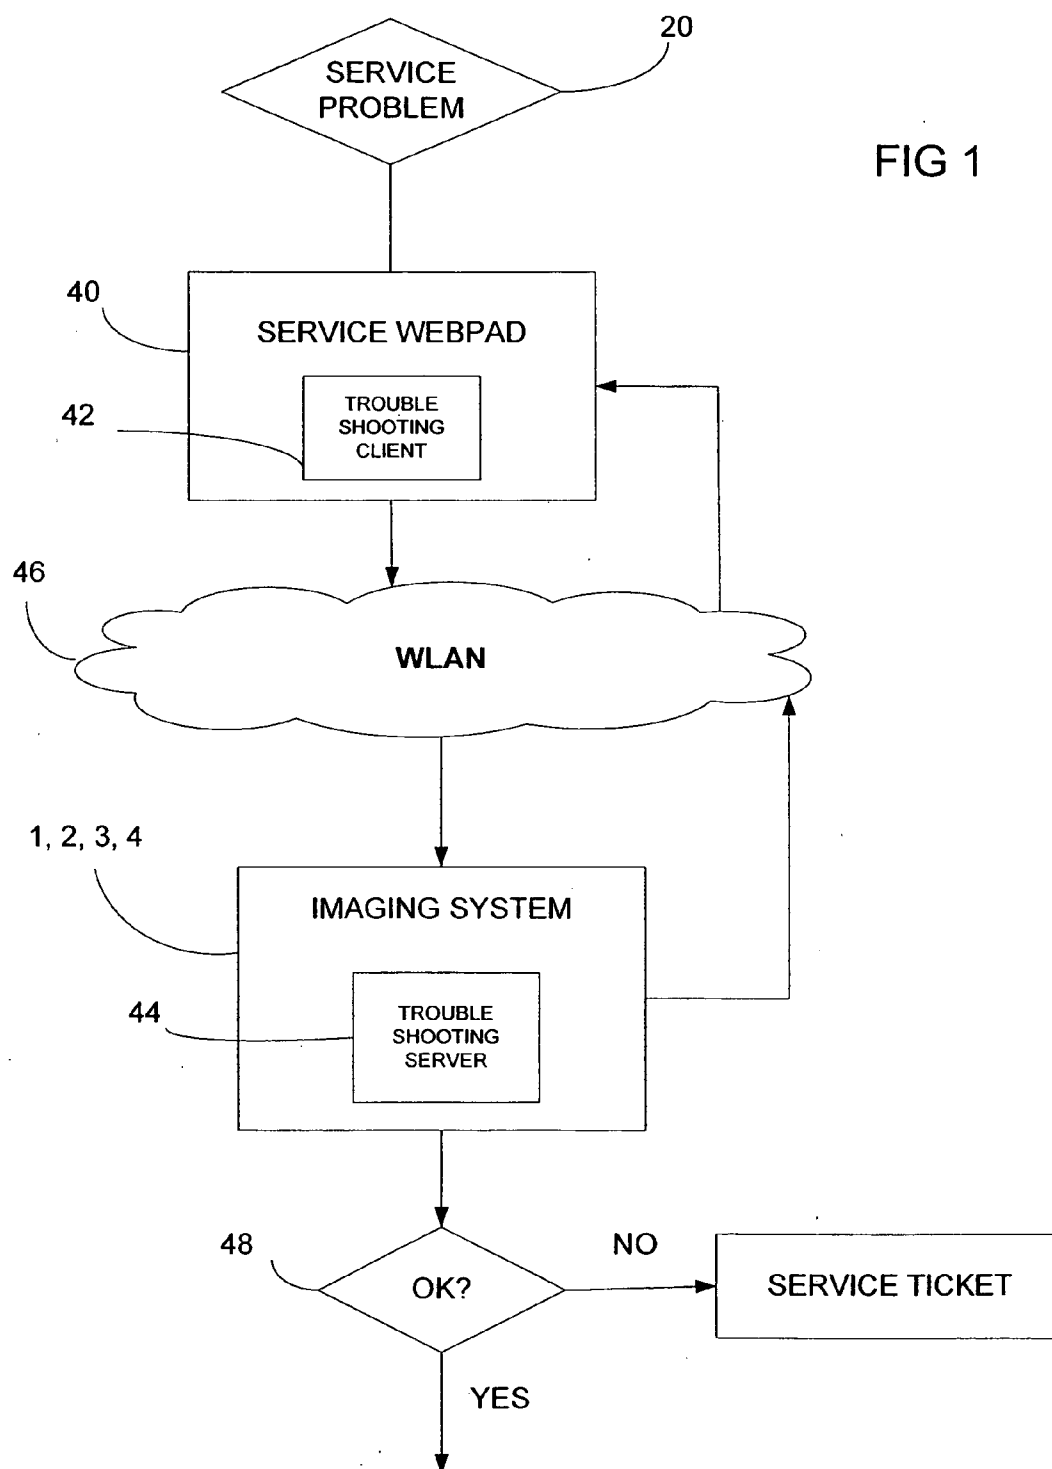 20
SERVICE
PROBLEM
FIG 1
40
SERVICE WEBPAD
42
TROUBLE
SHOOTING
CLIENT
46
WLAN
1, 2, 3, 4
IMAGING SYSTEM
44
TROUBLE
SHOOTING
SERVER
48
OK?
NO
SERVICE TICKET
YES